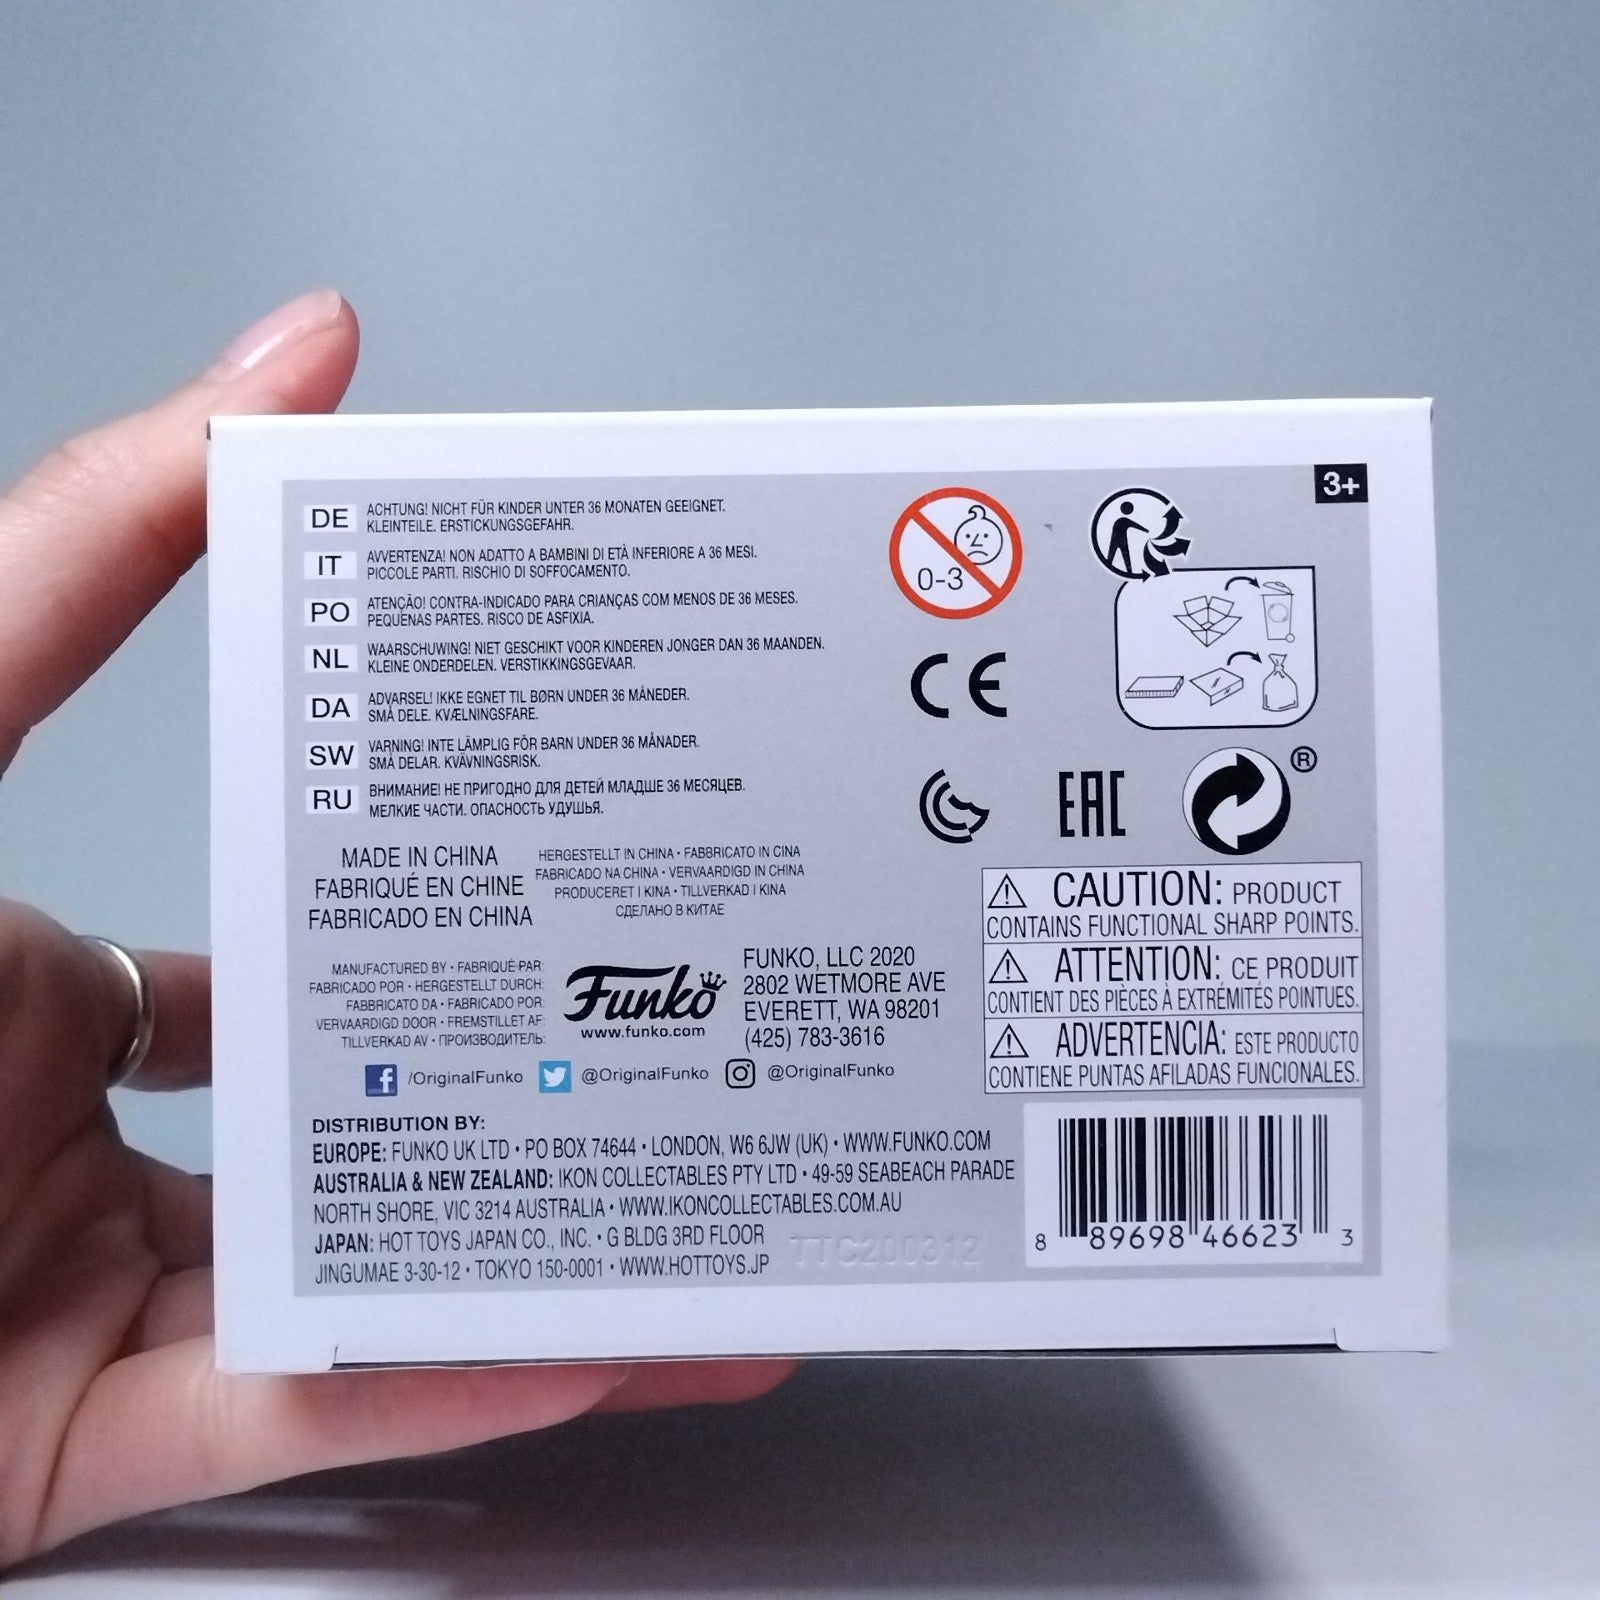 3+
DE
ACHTUNG! NICHT FÜR KINDER UNTER 36 MONATEN GEEIGNET.
KLEINTEILE. ERSTICKUNGSGEFAHR.
IT
AVVERTENZA! NON ADATTO A BAMBINI DI ETÀ INFERIORE A 36 MESI.
PICCOLE PARTI. RISCHIO DI SOFFOCAMENTO.
PO
ATENÇÃO! CONTRA-INDICADO PARA CRIANÇAS COM MENOS DE 36 MESES.
PEQUENAS PARTES. RISCO DE ASFIXIA.
NL
WAARSCHUWING! NIET GESCHIKT VOOR KINDEREN JONGER DAN 36 MAANDEN.
KLEINE ONDERDELEN. VERSTIKKINGSGEVAAR.
DA
ADVARSEL! IKKE EGNET TIL BØRN UNDER 36 MÅNEDER.
SMÅ DELE. KVÆLNINGSFARE.
SW
VARNING! INTE LÄMPLIG FÖR BARN UNDER 36 MÅNADER.
SMÅ DELAR. KVÄVNINGSRISK.
RU
ВНИМАНИЕ! НЕ ПРИГОДНО ДЛЯ ДЕТЕЙ МЛАДШЕ 36 МЕСЯЦЕВ.
МЕЛКИЕ ЧАСТИ. ОПАСНОСТЬ УДУШЬЯ.
0-3
CE
EAC
®
MADE IN CHINA
FABRIQUÉ EN CHINE
FABRICADO EN CHINA
HERGESTELLT IN CHINA • FABBRICATO IN CINA
FABRICADO NA CHINA • VERVAARDIGD IN CHINA
PRODUCERET I KINA • TILLVERKAD I KINA
СДЕЛАНО В КИТАЕ
CAUTION: PRODUCT
CONTAINS FUNCTIONAL SHARP POINTS.
ATTENTION: CE PRODUIT
CONTIENT DES PIÈCES À EXTRÉMITÉS POINTUES.
ADVERTENCIA: ESTE PRODUCTO
CONTIENE PUNTAS AFILADAS FUNCIONALES.
MANUFACTURED BY • FABRIQUÉ PAR:
FABRICADO POR • HERGESTELLT DURCH:
FABBRICATO DA • FABRICADO POR:
VERVAARDIGD DOOR • FREMSTILLET AF:
TILLVERKAD AV • ПРОИЗВОДИТЕЛЬ:
Funko
www.funko.com
FUNKO, LLC 2020
2802 WETMORE AVE
EVERETT, WA 98201
(425) 783-3616
/OriginalFunko @OriginalFunko @OriginalFunko
DISTRIBUTION BY:
EUROPE: FUNKO UK LTD • PO BOX 74644 • LONDON, W6 6JW (UK) • WWW.FUNKO.COM
AUSTRALIA & NEW ZEALAND: IKON COLLECTABLES PTY LTD • 49-59 SEABEACH PARADE
NORTH SHORE, VIC 3214 AUSTRALIA • WWW.IKONCOLLECTABLES.COM.AU
JAPAN: HOT TOYS JAPAN CO., INC. • G BLDG 3RD FLOOR
JINGUMAE 3-30-12 • TOKYO 150-0001 • WWW.HOTTOYS.JP
TTC200312
8 89698 46623 3